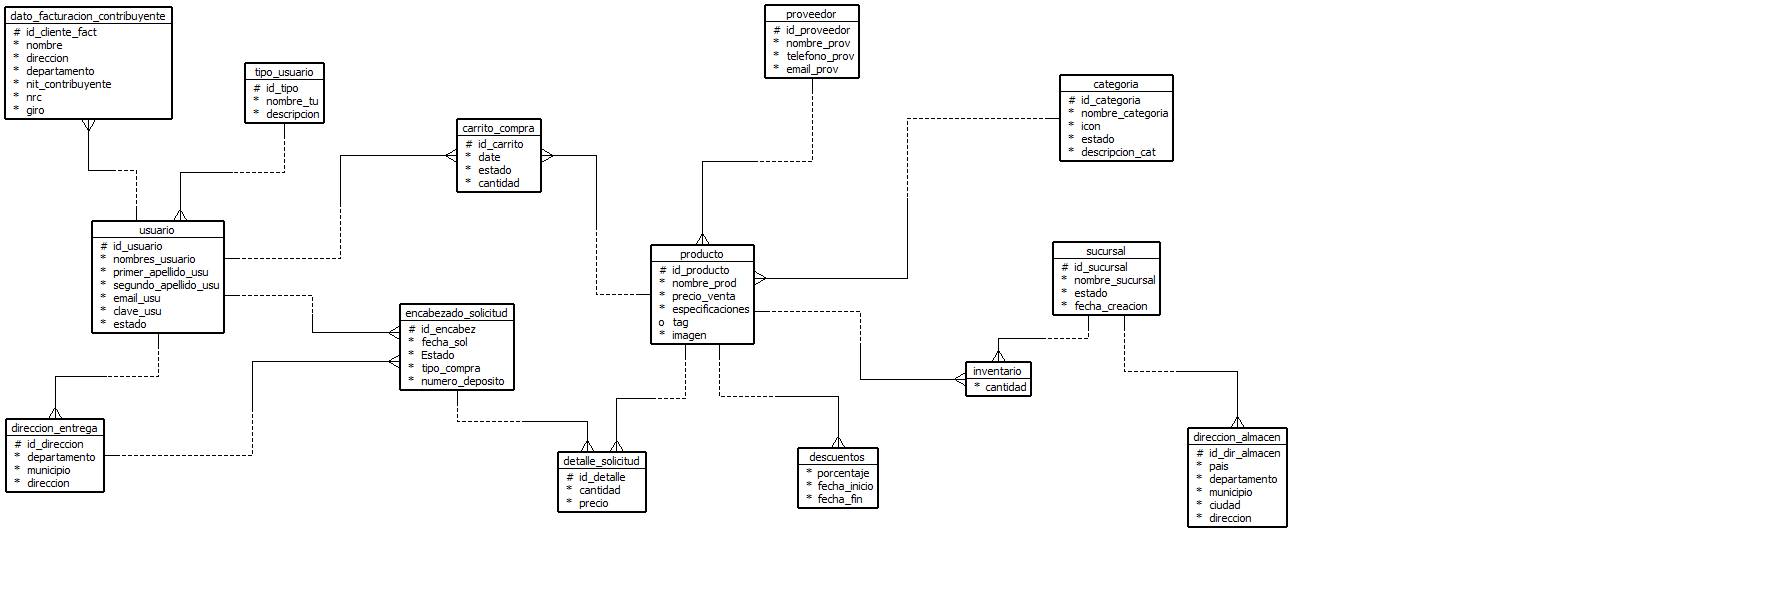 dato_facturacion_contribuyente
# id_cliente_fact
* nombre
* direccion
* departamento
* nit_contribuyente
* nrc
* giro
tipo_usuario
# id_tipo
* nombre_tu
* descripcion
carrito_compra
# id_carrito
* date
* estado
* cantidad
proveedor
# id_proveedor
* nombre_prov
* telefono_prov
* email_prov
categoria
# id_categoria
* nombre_categoria
* icon
* estado
* descripcion_cat
usuario
# id_usuario
* nombres_usuario
* primer_apellido_usu
* segundo_apellido_usu
* email_usu
* clave_usu
* estado
encabezado_solicitud
# id_encabez
* fecha_sol
* Estado
* tipo_compra
* numero_deposito
producto
# id_producto
* nombre_prod
* precio_venta
* especificaciones
o tag
* imagen
sucursal
# id_sucursal
* nombre_sucursal
* estado
* fecha_creacion
inventario
* cantidad
direccion_entrega
# id_direccion
* departamento
* municipio
* direccion
detalle_solicitud
# id_detalle
* cantidad
* precio
descuentos
* porcentaje
* fecha_inicio
* fecha_fin
direccion_almacen
# id_dir_almacen
* pais
* departamento
* municipio
* ciudad
* direccion